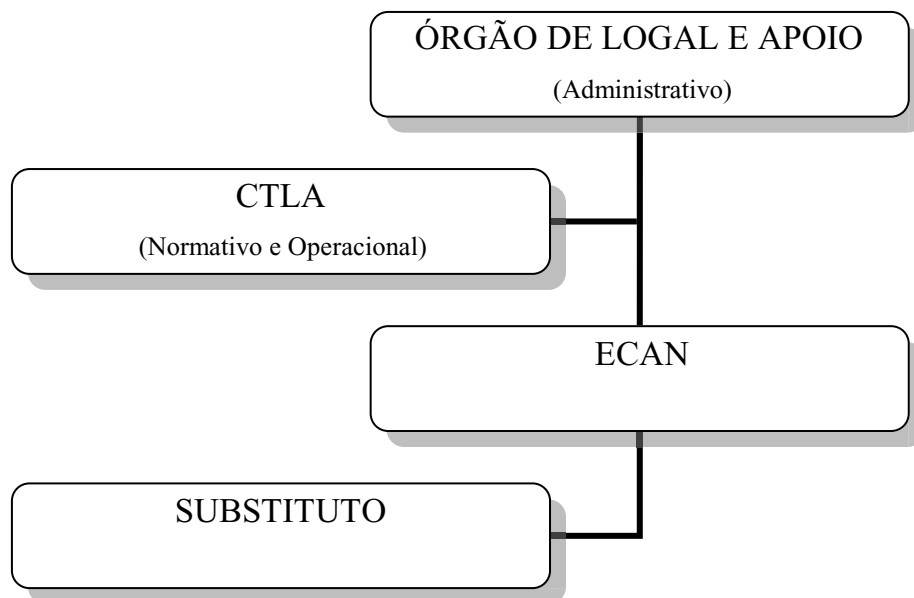 ÓRGÃO DE LOGAL E APOIO
(Administrativo)
CTLA
(Normativo e Operacional)
ECAN
SUBSTITUTO